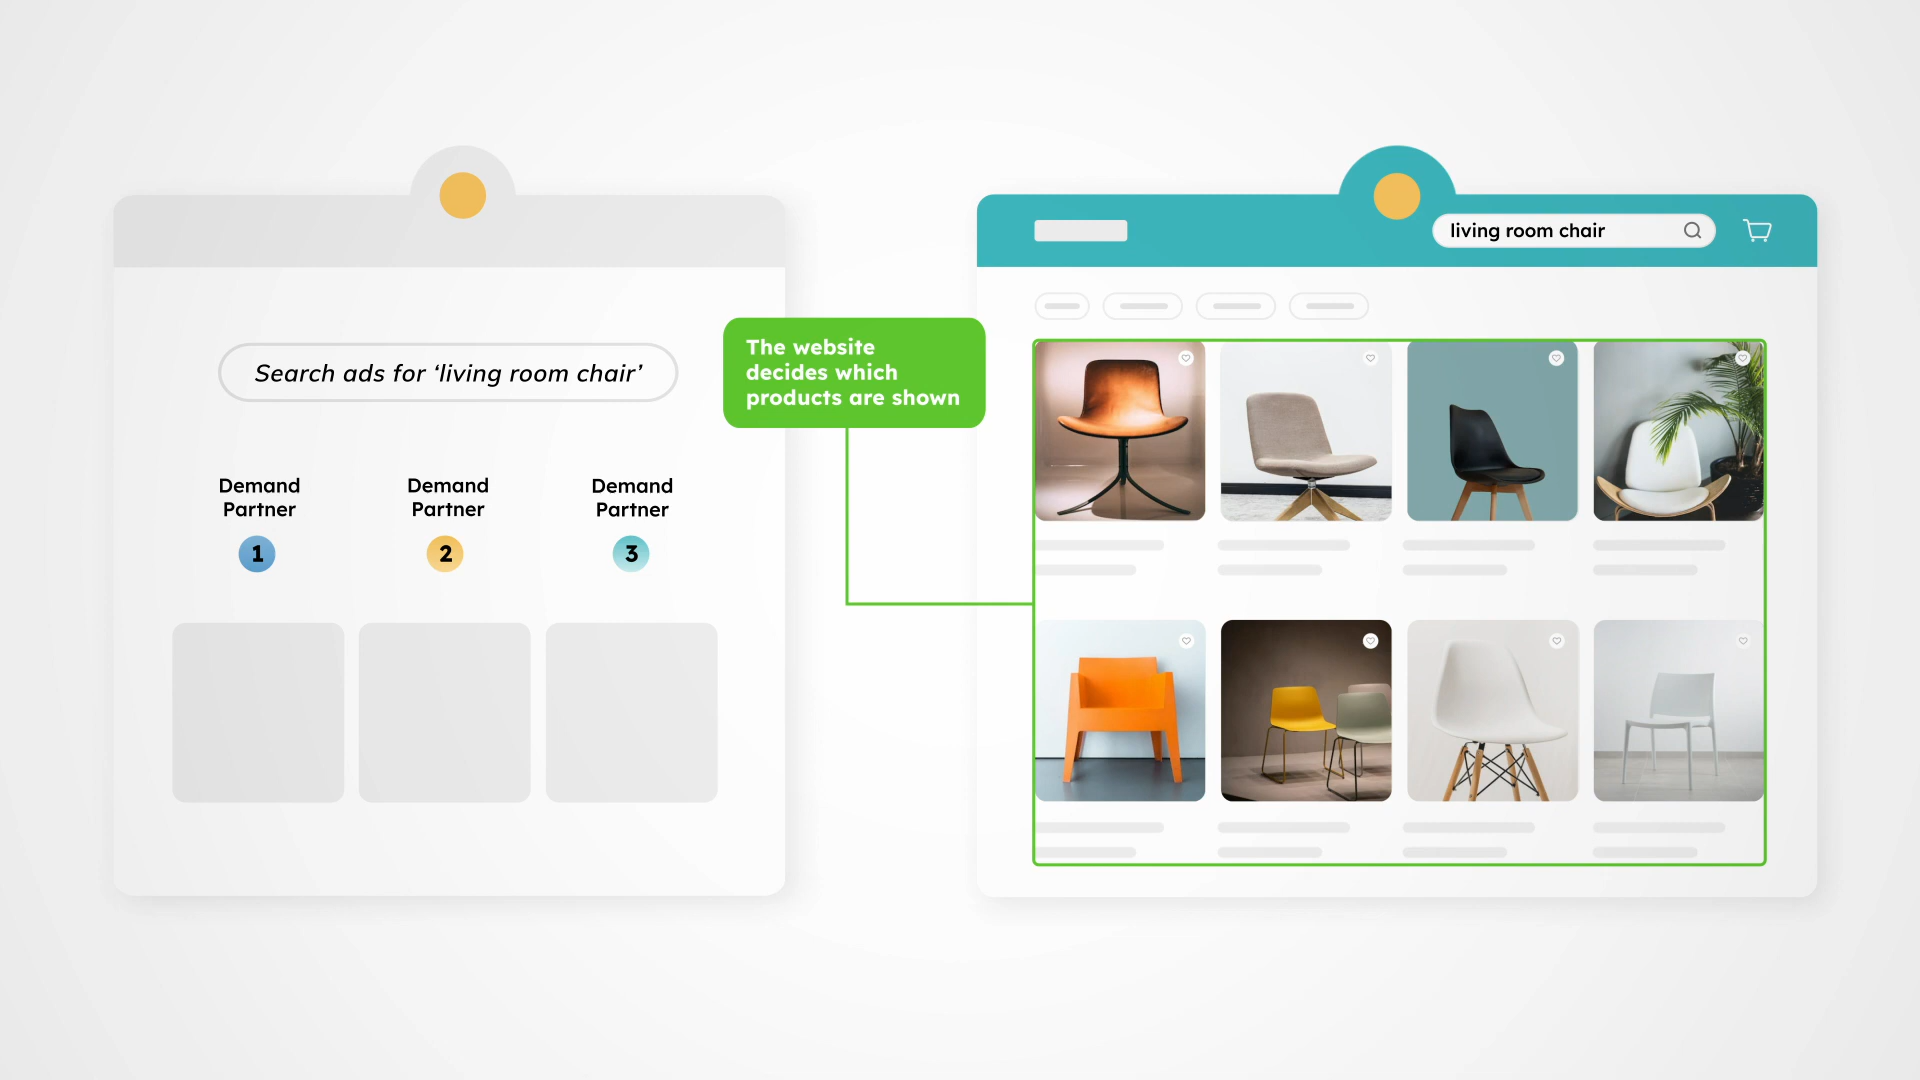 Search ads for ‘living room chair’
Demand
Partner
1
Demand
Partner
2
Demand
Partner
3
The website
decides which
products are shown
living room chair